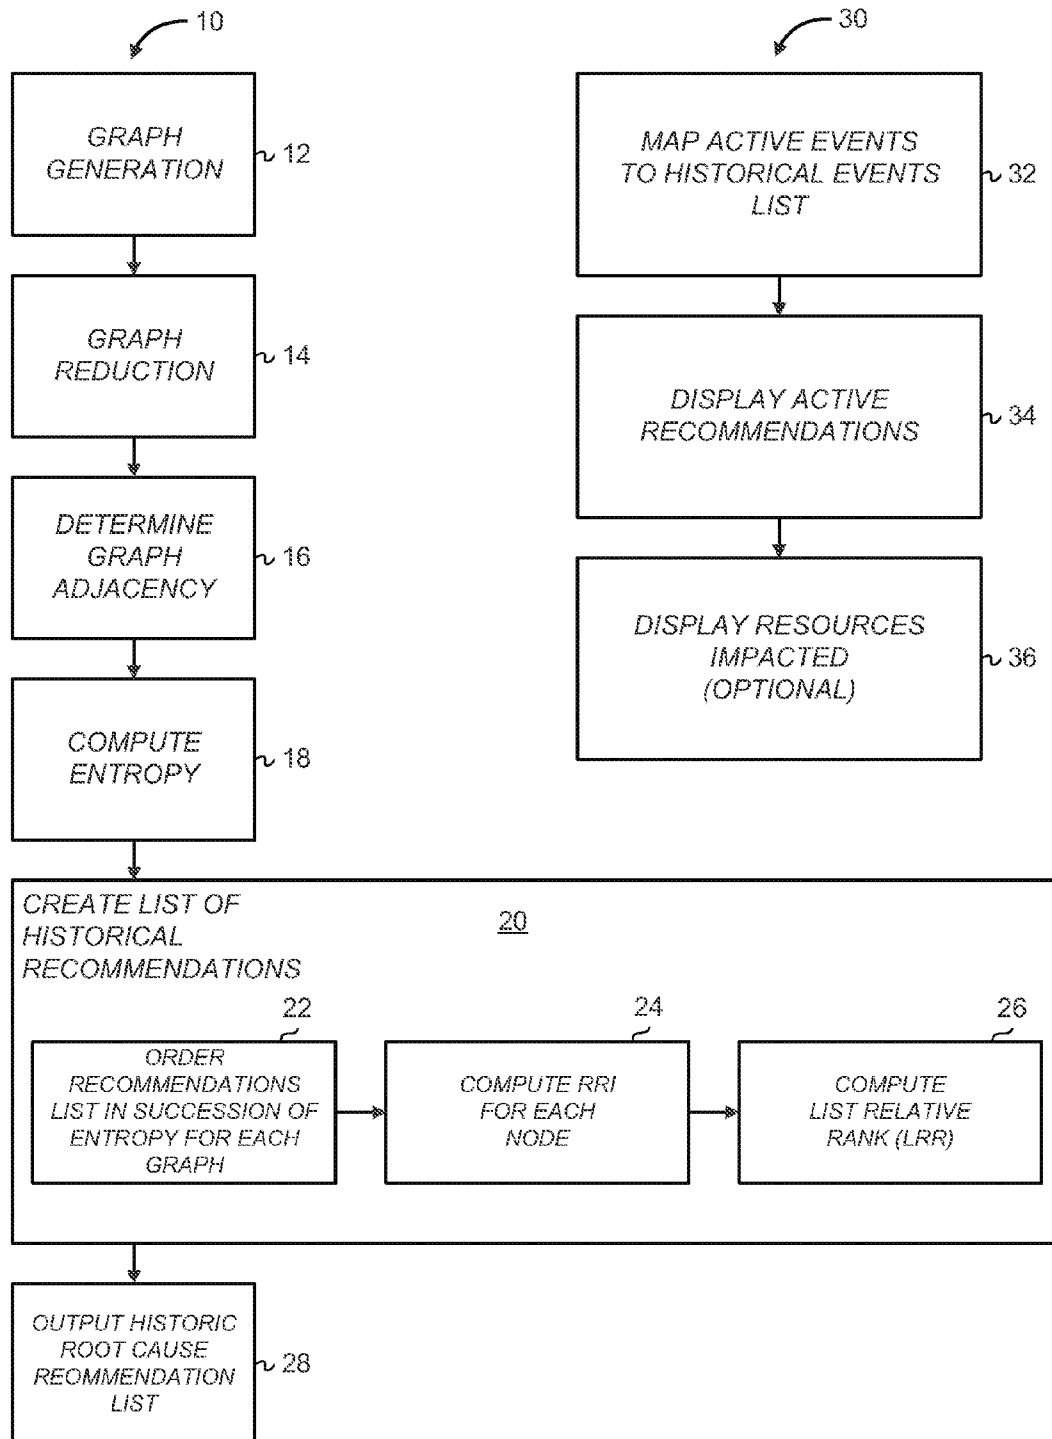 10
GRAPH
GENERATION
12
GRAPH
REDUCTION
14
DETERMINE
GRAPH
ADJACENCY
16
COMPUTE
ENTROPY
18
30
MAP ACTIVE EVENTS
TO HISTORICAL EVENTS
LIST
32
DISPLAY ACTIVE
RECOMMENDATIONS
34
DISPLAY RESOURCES
IMPACTED
(OPTIONAL)
36
CREATE LIST OF
HISTORICAL
RECOMMENDATIONS
20
22
ORDER
RECOMMENDATIONS
LIST IN SUCCESSION OF
ENTROPY FOR EACH
GRAPH
24
COMPUTE RRI
FOR EACH
NODE
26
COMPUTE
LIST RELATIVE
RANK (LRR)
OUTPUT HISTORIC
ROOT CAUSE
REOMMENDATION
LIST
28